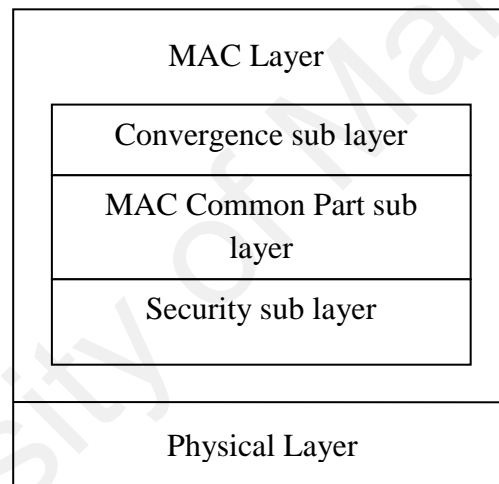 MAC Layer
Convergence sub layer
MAC Common Part sub
layer
Security sub layer
Physical Layer